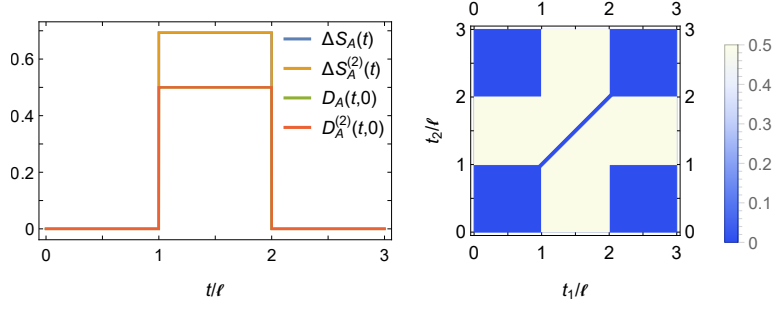 0.6
0.4
0.2
0
0 1 2 3
t/ℓ
ΔS_A(t)
ΔS_A^{(2)}(t)
D_A(t,0)
D_A^{(2)}(t,0)
0 1 2 3
3 3
2 2
1 1
0 0
0 1 2 3
t_2/ℓ
t_1/ℓ
0.5
0.4
0.3
0.2
0.1
0